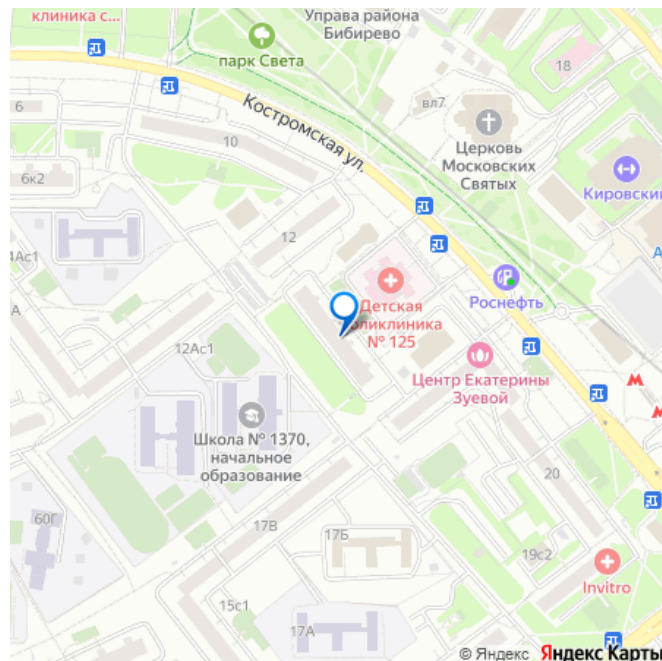 клиника с...
Управа района
Бибирево
парк Света
18
6
вл7
10
Костромская ул.
Церковь
Московских
Святых
6к2
Кировский
12
4Ас1
А
Роснефть
Детская
поликлиника
№ 125
А
12Ас1
Центр Екатерины
Зуевой
М
М
Школа № 1370,
начальное
образование
20
60Г
17В
17Б
19с2
Invitro
15с1
17А
© Яндекс Яндекс Карты